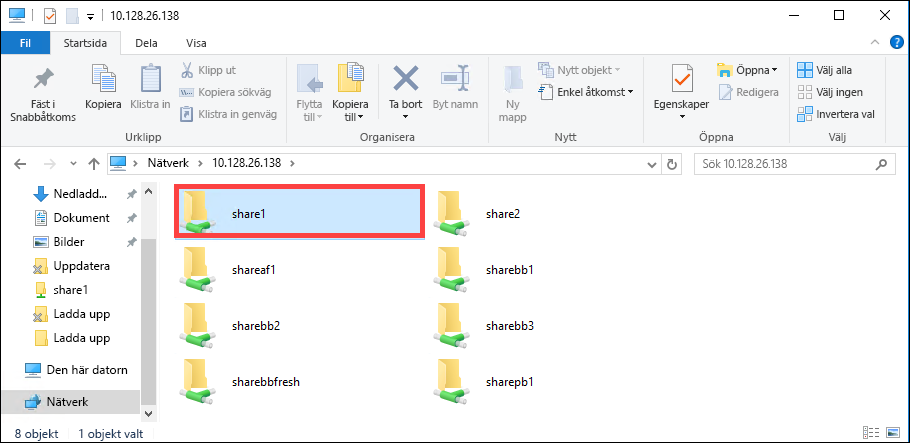 10.128.26.138
Fil Startsida Dela Visa
Fäst i Snabbåtkoms
Kopiera
Klistra in
Klipp ut
Kopiera sökväg
Klistra in genväg
Urklipp
Flytta till
Kopiera till
Ta bort
Byt namn
Organisera
Ny mapp
Nytt objekt
Enkel åtkomst
Nytt
Egenskaper
Öppna
Redigera
Öppna
Välj alla
Välj ingen
Invertera val
Välj
Nätverk 10.128.26.138
Sök 10.128.26.138
Nedladd...
Dokument
Bilder
Uppdatera
share1
Ladda upp
Ladda upp
Den här datorn
Nätverk
share1 share2
shareaf1 sharebb1
sharebb2 sharebb3
sharebbfresh sharepb1
8 objekt 1 objekt valt